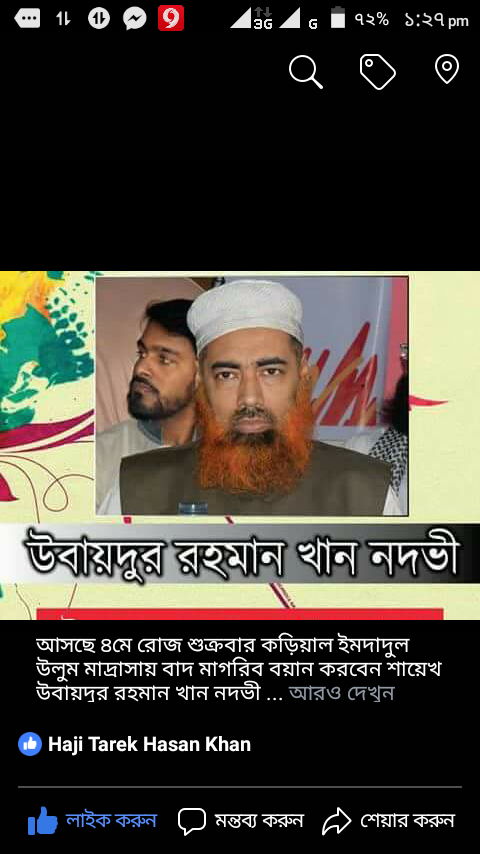 3G
G
৭২%
১:২৭ pm
উবায়দুর রহমান খান নদভী
আসছে ৪মে রোজ শুক্রবার কড়িয়াল ইমদাদুল
উলুম মাদ্রাসায় বাদ মাগরিব বয়ান করবেন শায়েখ
উবায়দুর রহমান খান নদভী ... আরও দেখুন
Haji Tarek Hasan Khan
লাইক করুন
মন্তব্য করুন
শেয়ার করুন